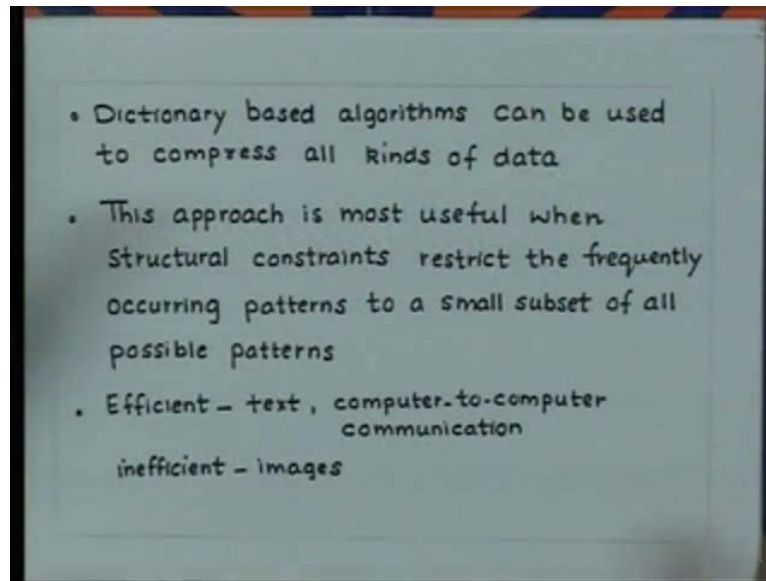 • Dictionary based algorithms can be used
to compress all kinds of data
• This approach is most useful when
structural constraints restrict the frequently
occurring patterns to a small subset of all
possible patterns
• Efficient - text, computer-to-computer
communication
inefficient - images